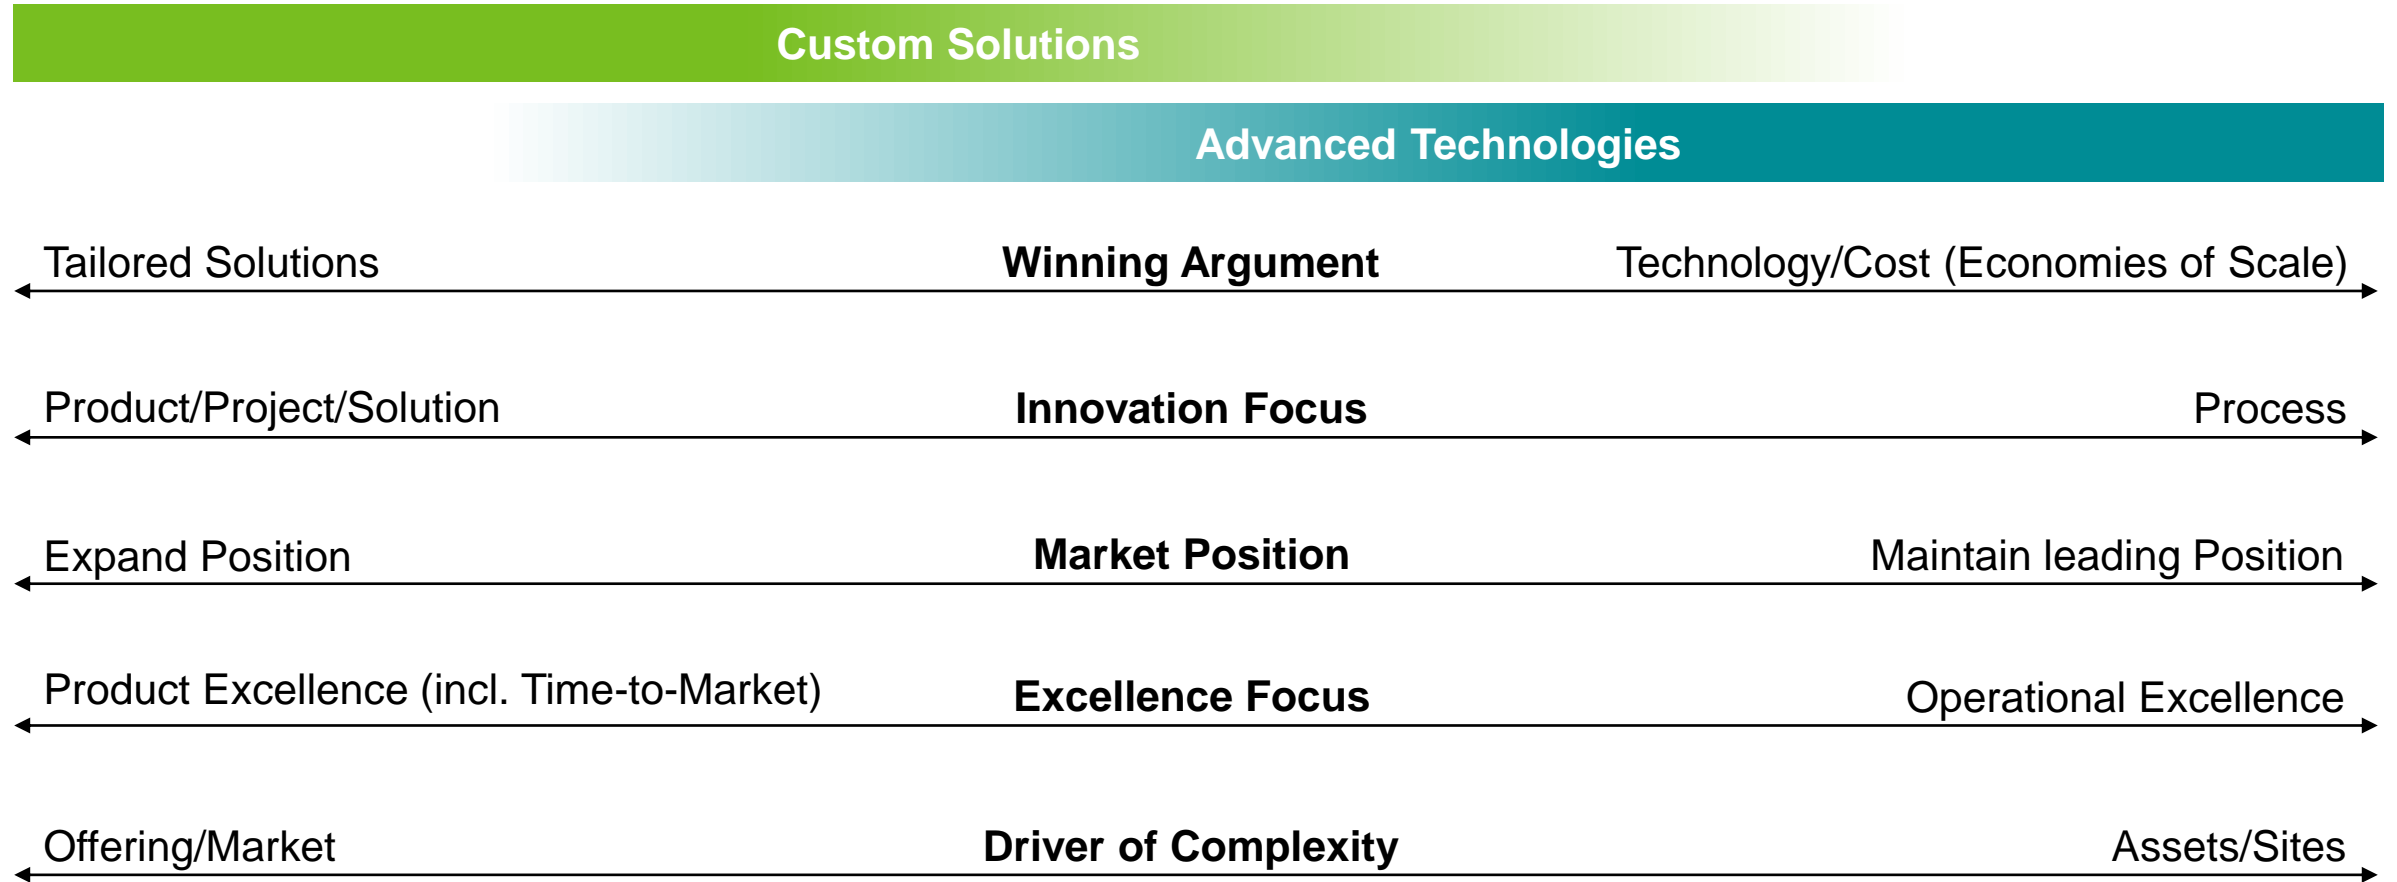 Custom Solutions
Advanced Technologies
Tailored Solutions Winning Argument Technology/Cost (Economies of Scale)
Product/Project/Solution Innovation Focus Process
Expand Position Market Position Maintain leading Position
Product Excellence (incl. Time-to-Market) Excellence Focus Operational Excellence
Offering/Market Driver of Complexity Assets/Sites